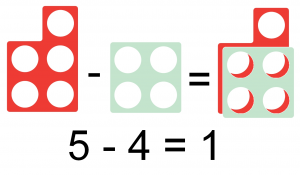 - =
5 - 4 = 1